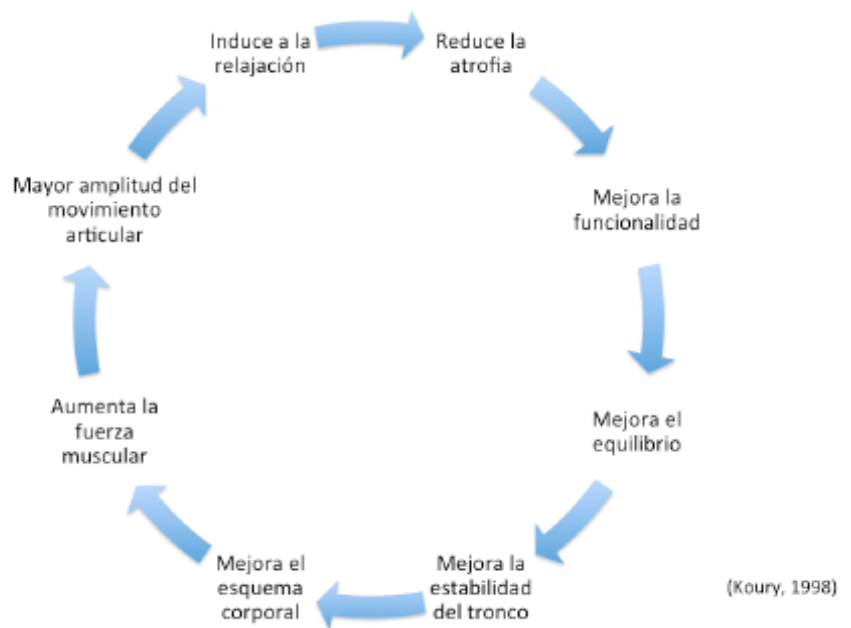 Induce a la
relajación
Reduce la
atrofia
Mejora la
funcionalidad
Mejora el
equilibrio
Mejora la
estabilidad
del tronco
Mejora el
esquema
corporal
Aumenta la
fuerza
muscular
Mayor amplitud del
movimiento
articular
(Koury, 1998)